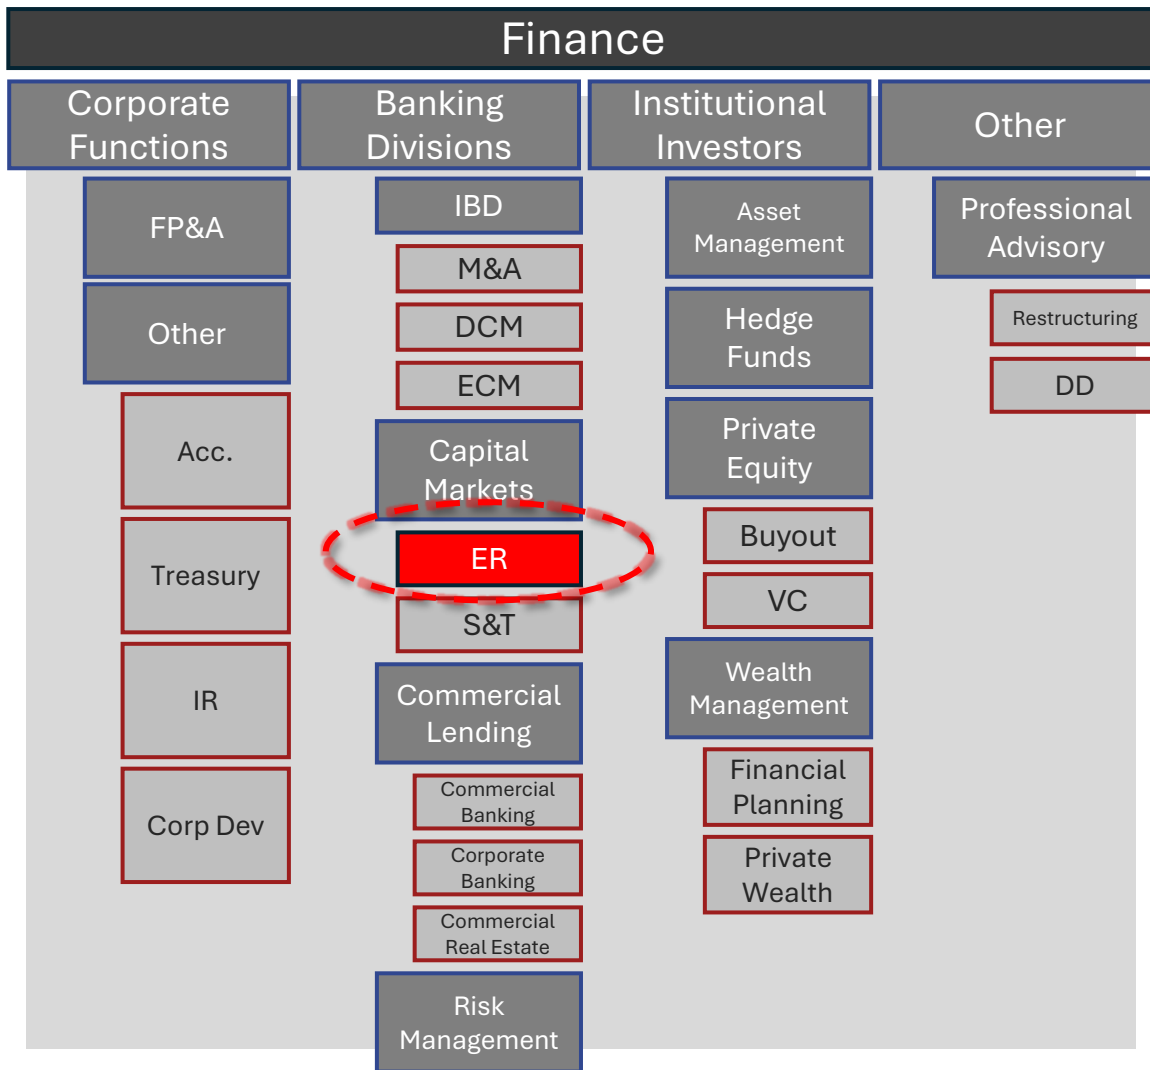 Finance
Corporate
Functions
FP&A
Other
Acc.
Treasury
IR
Corp Dev
Banking
Divisions
IBD
M&A
DCM
ECM
Capital
Markets
ER
S&T
Commercial
Lending
Commercial
Banking
Corporate
Banking
Commercial
Real Estate
Risk
Management
Institutional
Investors
Asset
Management
Hedge
Funds
Private
Equity
Buyout
VC
Wealth
Management
Financial
Planning
Private
Wealth
Other
Professional
Advisory
Restructuring
DD